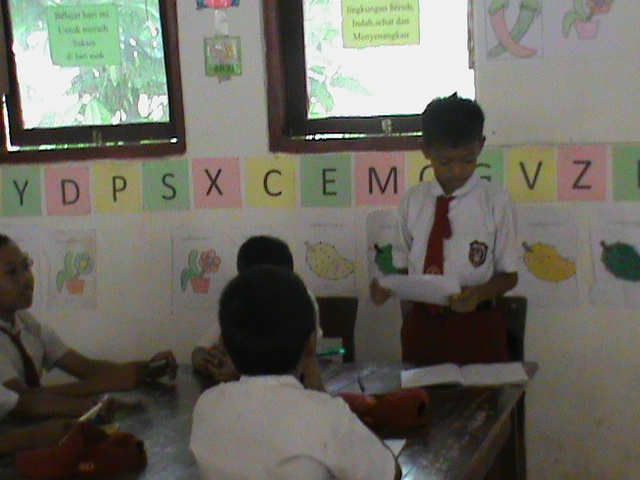 Belajar hari ini
Untuk meraih
Sukses
di hari esok
lingkungan Bersih,
Indah, sehat dan
Menyenangkan
Y D P S X C E M G V Z